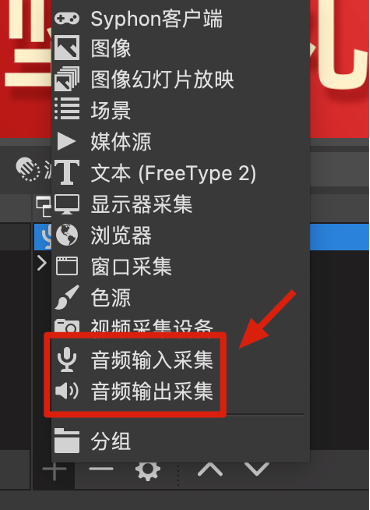 Syphon客户端
图像
图像幻灯片放映
场景
媒体源
文本 (FreeType 2)
显示器采集
浏览器
窗口采集
色源
视频采集设备
音频输入采集
音频输出采集
分组